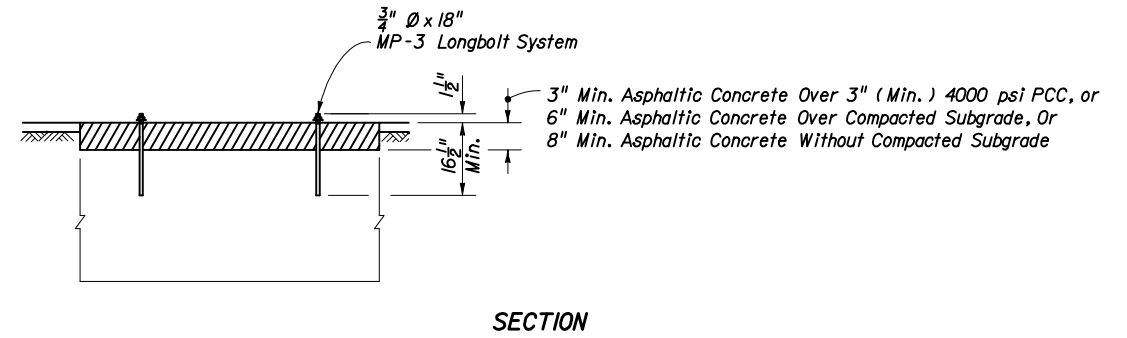 3/4" Ø x 18"
MP-3 Longbolt System
1 1/2"
3" Min. Asphaltic Concrete Over 3" (Min.) 4000 psi PCC, or
6" Min. Asphaltic Concrete Over Compacted Subgrade, Or
8" Min. Asphaltic Concrete Without Compacted Subgrade
16 1/2"
Min.
SECTION